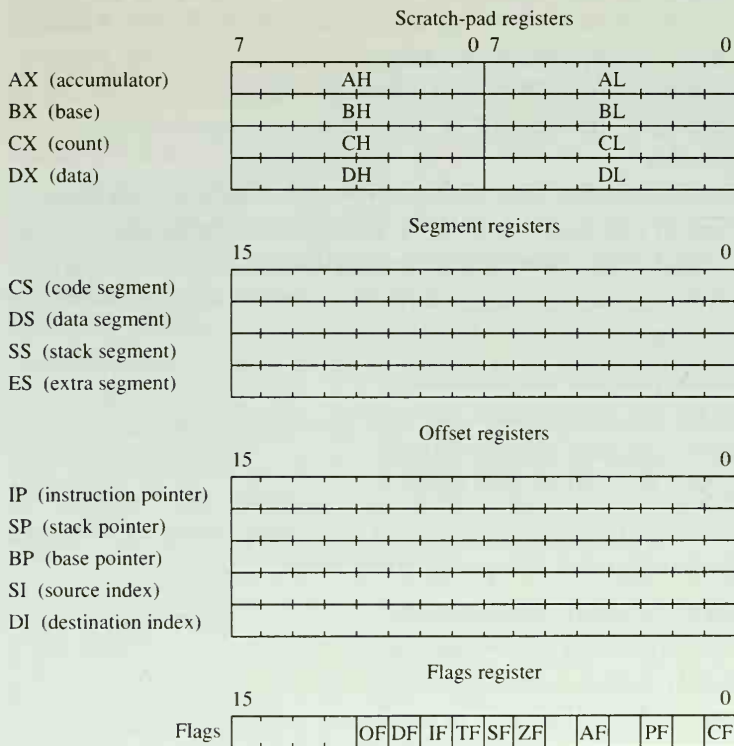 Scratch-pad registers
7 0 7 0
AX (accumulator) AH AL
BX (base) BH BL
CX (count) CH CL
DX (data) DH DL
Segment registers
15 0
CS (code segment)
DS (data segment)
SS (stack segment)
ES (extra segment)
Offset registers
15 0
IP (instruction pointer)
SP (stack pointer)
BP (base pointer)
SI (source index)
DI (destination index)
Flags register
15 0
Flags OF DF IF TF SF ZF AF PF CF